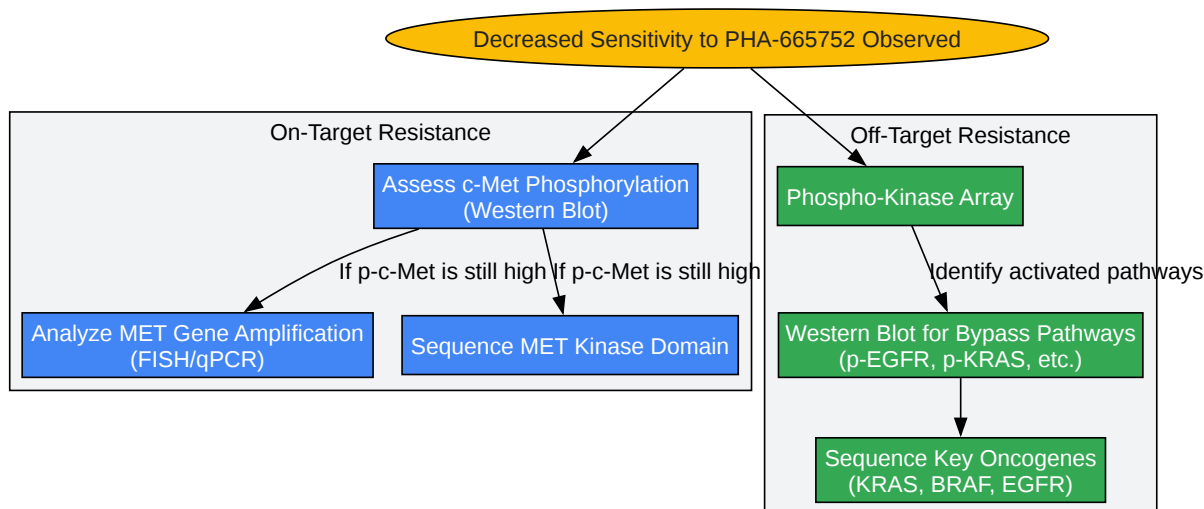 Decreased Sensitivity to PHA-665752 Observed
On-Target Resistance
Assess c-Met Phosphorylation
(Western Blot)
If p-c-Met is still high
If p-c-Met is still high
Analyze MET Gene Amplification
(FISH/qPCR)
Sequence MET Kinase Domain
Off-Target Resistance
Phospho-Kinase Array
Identify activated pathways
Western Blot for Bypass Pathways
(p-EGFR, p-KRAS, etc.)
Sequence Key Oncogenes
(KRAS, BRAF, EGFR)